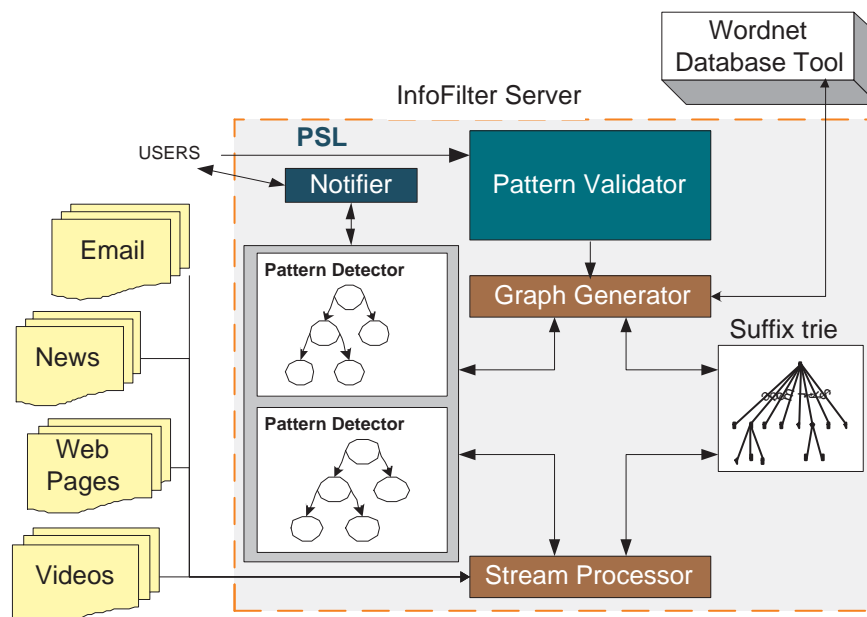 Wordnet
Database Tool
InfoFilter Server
PSL
USERS
Notifier
Pattern Validator
Email
Pattern Detector
Graph Generator
News
Suffix trie
Pattern Detector
Web
Pages
Videos
Stream Processor